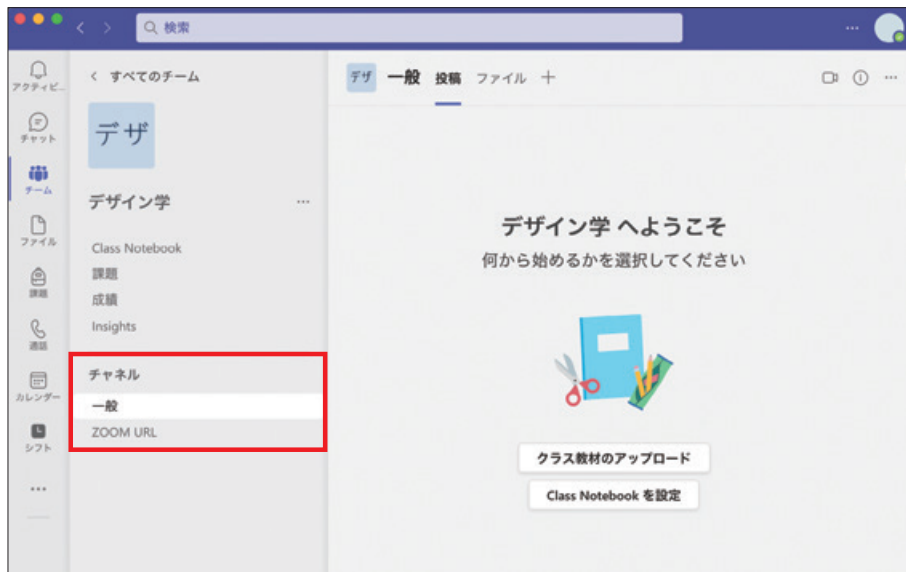 検索
アクティビ...
チャット
チーム
ファイル
課題
通話
カレンダー
シフト
すべてのチーム
デザ
デザイン学
Class Notebook
課題
成績
Insights
チャネル
一般
ZOOM URL
デザ 一般 投稿 ファイル
デザイン学 へようこそ
何から始めるかを選択してください
クラス教材のアップロード
Class Notebook を設定